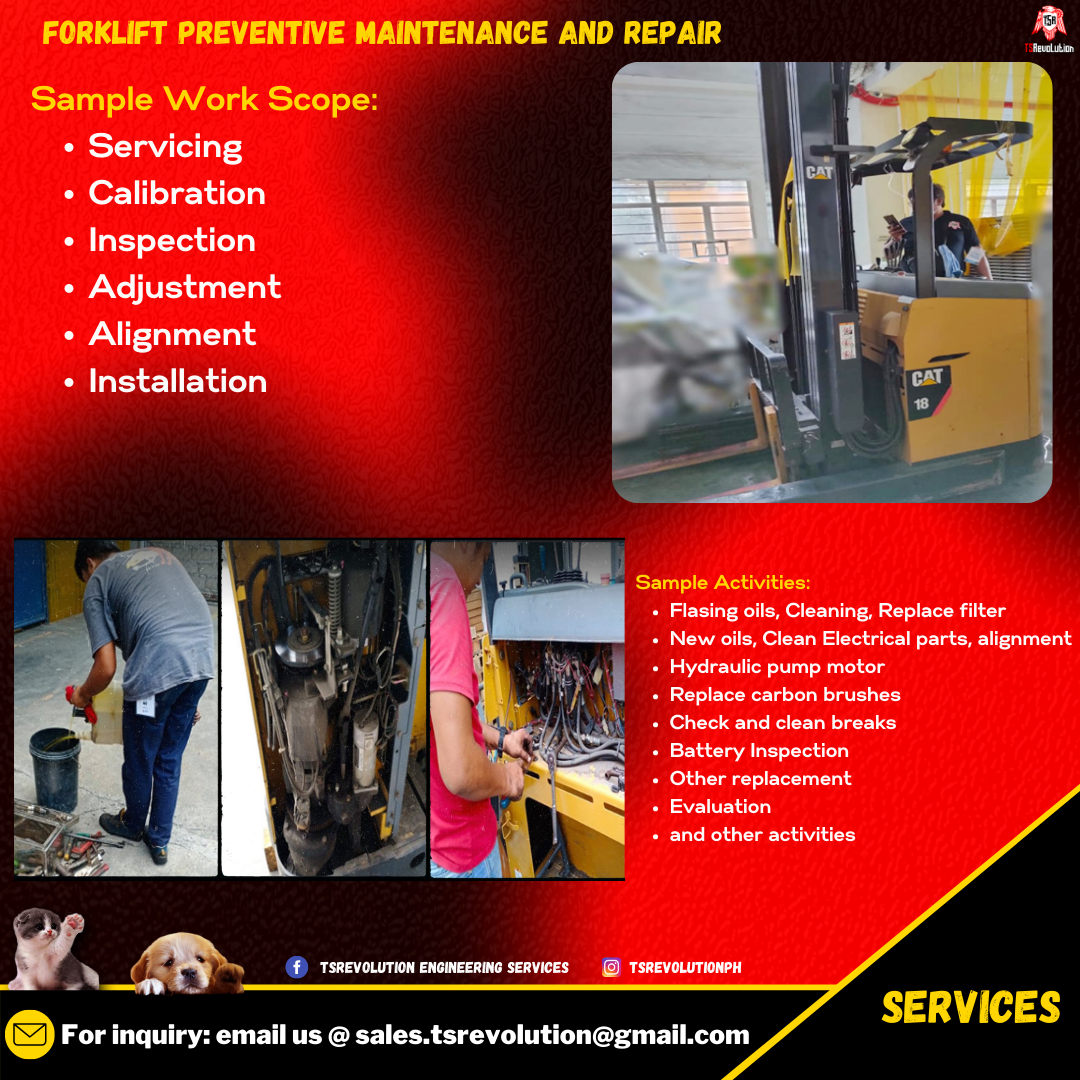 FORKLIFT PREVENTIVE MAINTENANCE AND REPAIR
TSR
TSRevolution
Sample Work Scope:
• Servicing
• Calibration
• Inspection
• Adjustment
• Alignment
• Installation
CAT
CAT
18
Sample Activities:
• Flasing oils, Cleaning, Replace filter
• New oils, Clean Electrical parts, alignment
• Hydraulic pump motor
• Replace carbon brushes
• Check and clean breaks
• Battery Inspection
• Other replacement
• Evaluation
• and other activities
TSREVOLUTION ENGINEERING SERVICES
TSREVOLUTIONPH
SERVICES
For inquiry: email us @ sales.tsrevolution@gmail.com